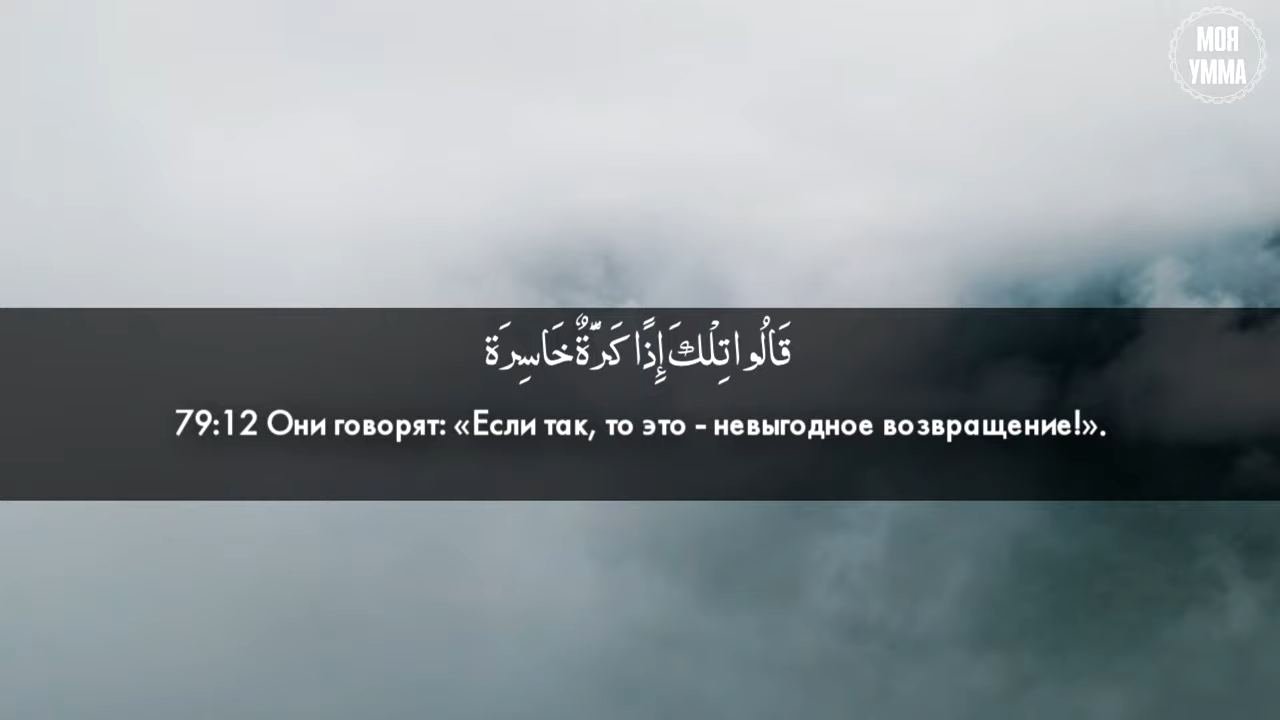 МОЯ
УММА
قَالُوا تِلْكَ إِذًا كَرَّةٌ خَاسِرَة
79:12 Они говорят: «Если так, то это - невыгодное возвращение!».